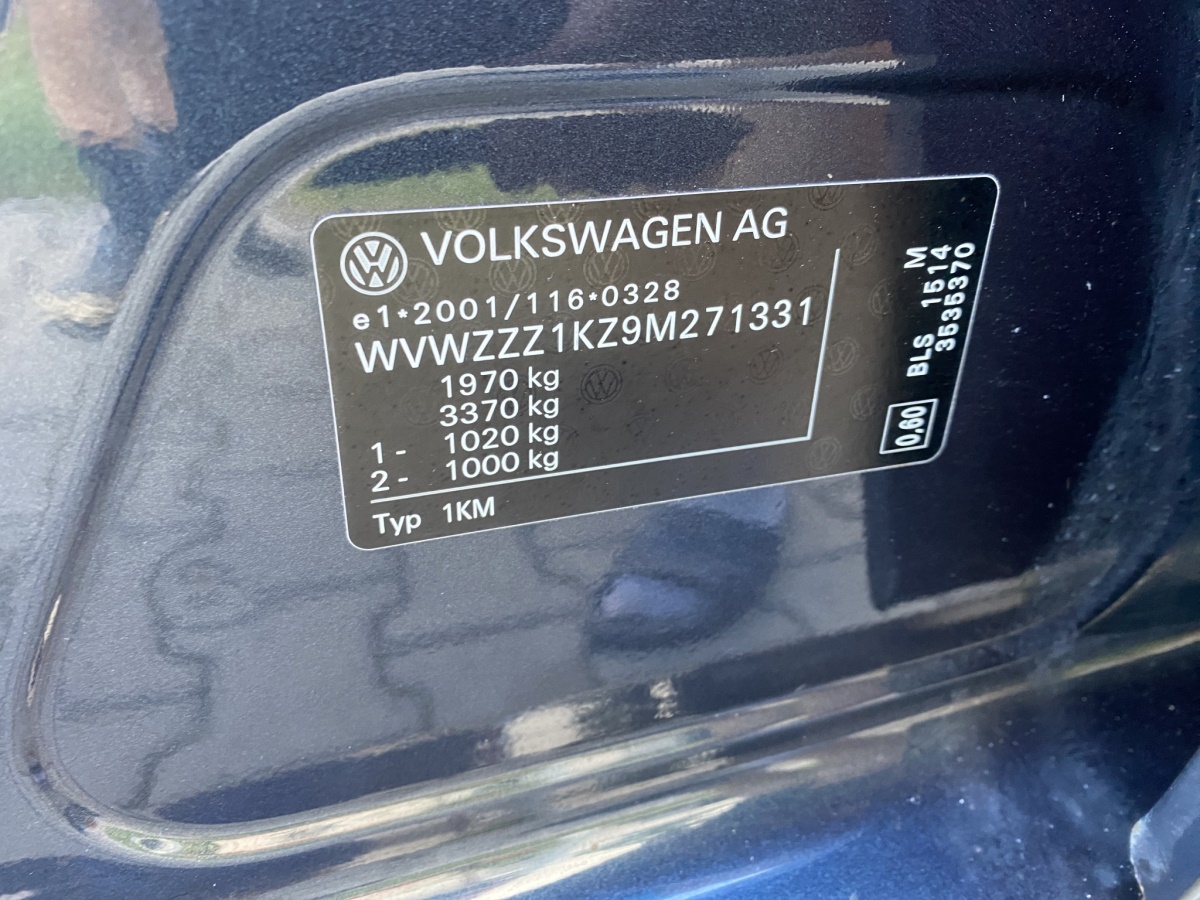 VOLKSWAGEN AG
e1*2001/116*0328
WVWZZZ1KZ9M271331
1970 kg
3370 kg
1 - 1020 kg
2 - 1000 kg
Typ 1KM
M
BLS 1514
3535370
0,60